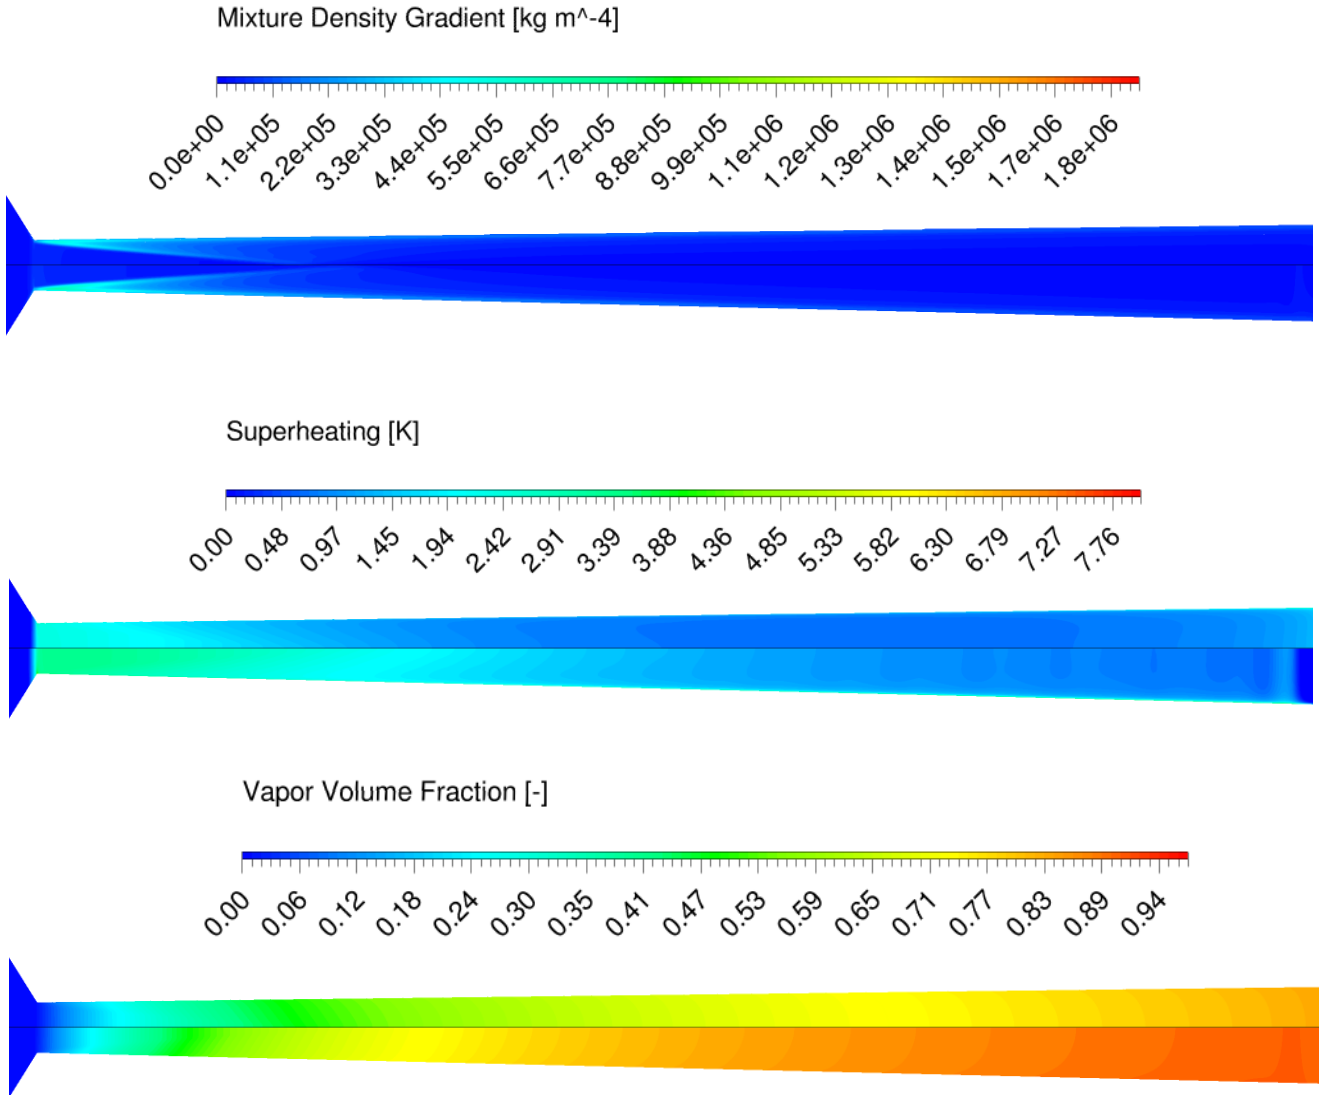 Mixture Density Gradient [kg m^-4]
0.0e+00 1.1e+05 2.2e+05 3.3e+05 4.4e+05 5.5e+05 6.6e+05 7.7e+05 8.8e+05 9.9e+05 1.1e+06 1.2e+06 1.3e+06 1.4e+06 1.5e+06 1.7e+06 1.8e+06
Superheating [K]
0.00 0.48 0.97 1.45 1.94 2.42 2.91 3.39 3.88 4.36 4.85 5.33 5.82 6.30 6.79 7.27 7.76
Vapor Volume Fraction [-]
0.00 0.06 0.12 0.18 0.24 0.30 0.35 0.41 0.47 0.53 0.59 0.65 0.71 0.77 0.83 0.89 0.94